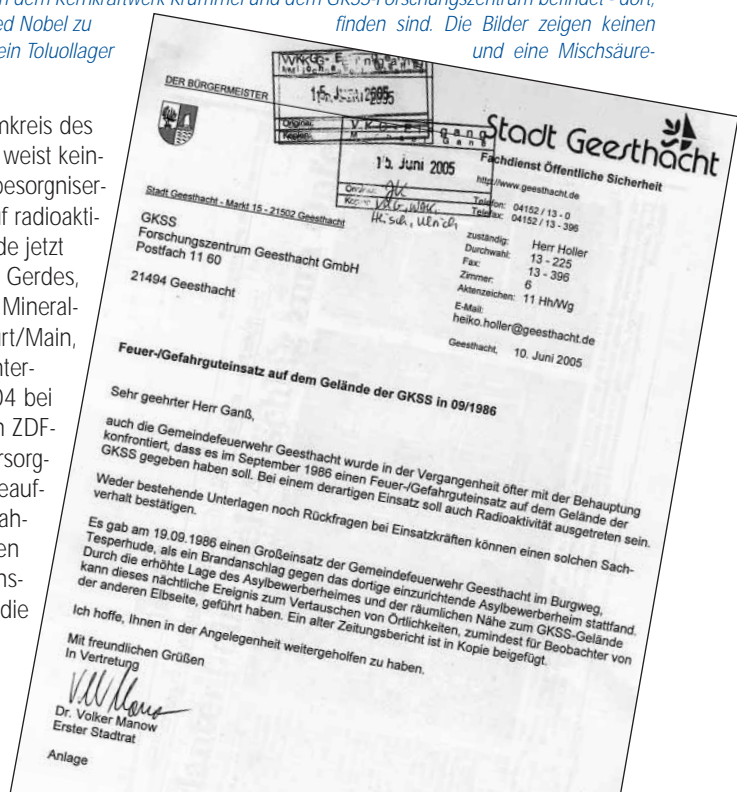 dem Kernkraftwerk Krümmel und dem GKSS-Forschungszentrum befindet - dort,
ed Nobel zu
finden sind. Die Bilder zeigen keinen
ein Toluollager
und eine Mischsäure-
mkreis des
weist kein-
besorgniser-
f radioakti-
de jetzt
Gerdes,
Mineral-
rt/Main,
nter-
04 bei
n ZDF-
rsorg-
eauf-
ah-
en
ns-
die
DER BÜRGERMEISTER
Original:
Kopien:
15. Juni 2005
Original:
Stadt Geesthacht
Fachdienst Öffentliche Sicherheit
http://www.geesthacht.de
Telefon: 04152 / 13 - 0
Telefax: 04152 / 13 - 396
zuständig: Herr Holler
Durchwahl: 13 - 225
Fax: 13 - 396
Zimmer: 6
Aktenzeichen: 11 Hh/Wg
E-Mail:
heiko.holler@geesthacht.de
Geesthacht, 10. Juni 2005
Stadt Geesthacht - Markt 15 - 21502 Geesthacht
GKSS
Forschungszentrum Geesthacht GmbH
Postfach 11 60
21494 Geesthacht
Feuer-/Gefahrguteinsatz auf dem Gelände der GKSS in 09/1986
Sehr geehrter Herr Ganß,
auch die Gemeindefeuerwehr Geesthacht wurde in der Vergangenheit öfter mit der Behauptung
konfrontiert, dass es im September 1986 einen Feuer-/Gefahrguteinsatz auf dem Gelände der
GKSS gegeben haben soll. Bei einem derartigen Einsatz soll auch Radioaktivität ausgetreten sein.
Weder bestehende Unterlagen noch Rückfragen bei Einsatzkräften können einen solchen Sach-
verhalt bestätigen.
Es gab am 19.09.1986 einen Großeinsatz der Gemeindefeuerwehr Geesthacht im Burgweg,
Tesperhude, als ein Brandanschlag gegen das dortige einzurichtende Asylbewerberheim stattfand.
Durch die erhöhte Lage des Asylbewerberheimes und der räumlichen Nähe zum GKSS-Gelände
kann dieses nächtliche Ereignis zum Vertauschen von Örtlichkeiten, zumindest für Beobachter von
der anderen Elbseite, geführt haben. Ein alter Zeitungsbericht ist in Kopie beigefügt.
Ich hoffe, Ihnen in der Angelegenheit weitergeholfen zu haben.
Mit freundlichen Grüßen
In Vertretung
Dr. Volker Manow
Erster Stadtrat
Anlage